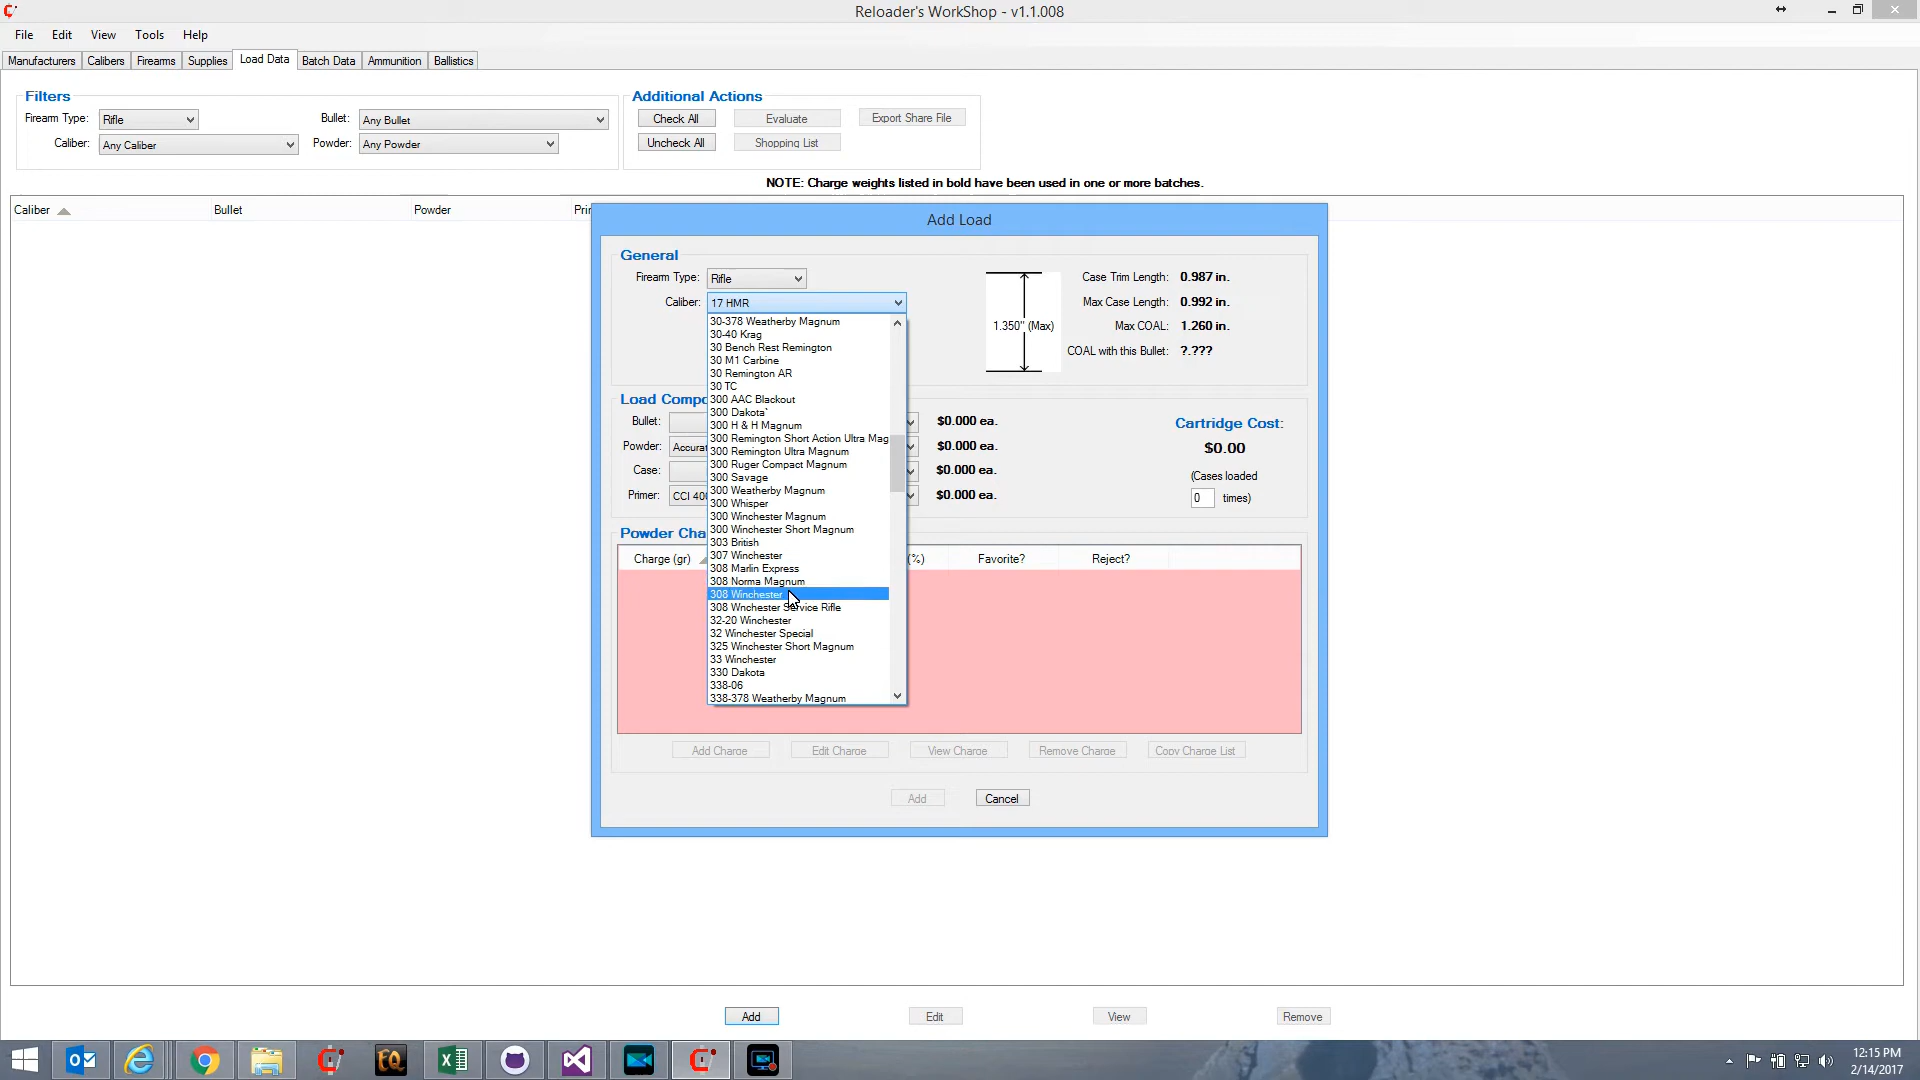 Reloader's WorkShop - v1.1.008
File Edit View Tools Help
Manufacturers Calibers Firearms Supplies Load Data Batch Data Ammunition Ballistics
Filters
Firearm Type: Rifle Bullet: Any Bullet
Caliber: Any Caliber Powder: Any Powder
Additional Actions
Check All Evaluate Export Share File
Uncheck All Shopping List
NOTE: Charge weights listed in bold have been used in one or more batches.
Caliber Bullet Powder
Add Load
General
Firearm Type: Rifle
Caliber: 17 HMR
1.350" (Max)
Case Trim Length: 0.987 in.
Max Case Length: 0.992 in.
Max COAL: 1.260 in.
COAL with this Bullet: ?.???
30-378 Weatherby Magnum
30-40 Krag
30 Bench Rest Remington
30 M1 Carbine
30 Remington AR
30 TC
300 AAC Blackout
300 Dakota`
300 H & H Magnum
300 Remington Short Action Ultra Mag
300 Remington Ultra Magnum
300 Ruger Compact Magnum
300 Savage
300 Weatherby Magnum
300 Whisper
300 Winchester Magnum
300 Winchester Short Magnum
303 British
307 Winchester
308 Marlin Express
308 Norma Magnum
308 Winchester
308 Wnchester Service Rifle
32-20 Winchester
32 Winchester Special
325 Winchester Short Magnum
33 Winchester
330 Dakota
338-06
338-378 Weatherby Magnum
Load Compo
Bullet: $0.000 ea.
Powder: Accurat $0.000 ea.
Case: $0.000 ea.
Primer: CCI 400 $0.000 ea.
Cartridge Cost:
$0.00
(Cases loaded
0 times)
Powder Cha
Charge (gr) (%) Favorite? Reject?
Add Charge Edit Charge View Charge Remove Charge Copy Charge List
Add Cancel
Add Edit View Remove
12:15 PM
2/14/2017